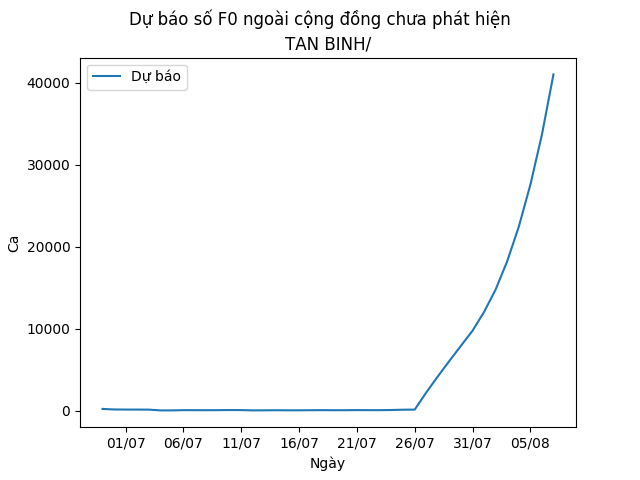 Dự báo số F0 ngoài cộng đồng chưa phát hiện
TAN BINH/
Dự báo
40000
30000
20000
10000
0
Ca
01/07 06/07 11/07 16/07 21/07 26/07 31/07 05/08
Ngày